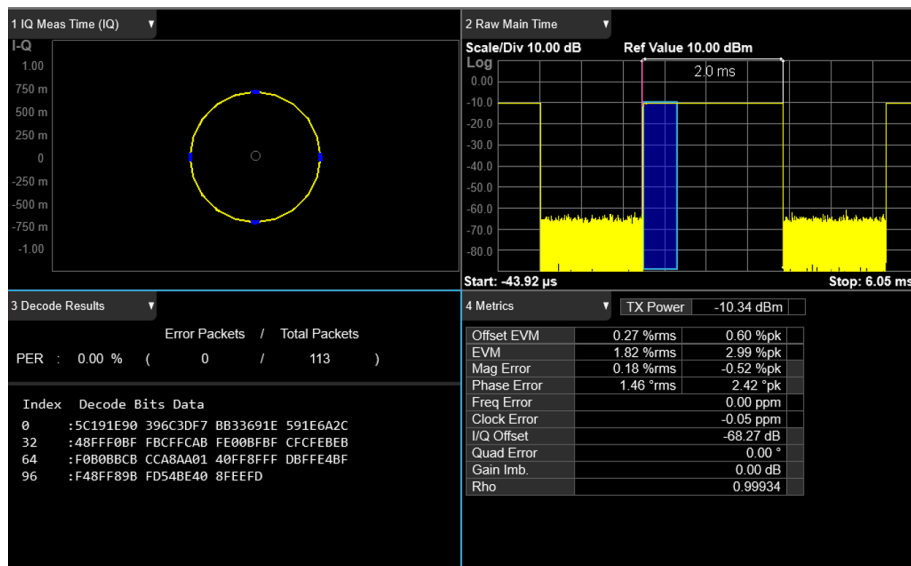 1 IQ Meas Time (IQ) ▼
I-Q
1.00
750 m
500 m
250 m
0
-250 m
-500 m
-750 m
-1.00
2 Raw Main Time ▼
Scale/Div 10.00 dB Ref Value 10.00 dBm
Log
2.0 ms
0.00
-10.0
-20.0
-30.0
-40.0
-50.0
-60.0
-70.0
-80.0
Start: -43.92 µs Stop: 6.05 ms
3 Decode Results ▼
Error Packets / Total Packets
PER : 0.00 % ( 0 / 113 )
Index Decode Bits Data
0 :5C191E90 396C3DF7 BB33691E 591E6A2C
32 :48FFF0BF FBCFFCAB FE00BFBF CFCFEBEB
64 :F0B0BBCB CCA8AA01 40FF8FFF DBFFE4BF
96 :F48FF89B FD54BE40 8FEEFD
4 Metrics ▼ TX Power -10.34 dBm
Offset EVM 0.27 %rms 0.60 %pk
EVM 1.82 %rms 2.99 %pk
Mag Error 0.18 %rms -0.52 %pk
Phase Error 1.46 °rms 2.42 °pk
Freq Error 0.00 ppm
Clock Error -0.05 ppm
I/Q Offset -68.27 dB
Quad Error 0.00 °
Gain Imb. 0.00 dB
Rho 0.99934